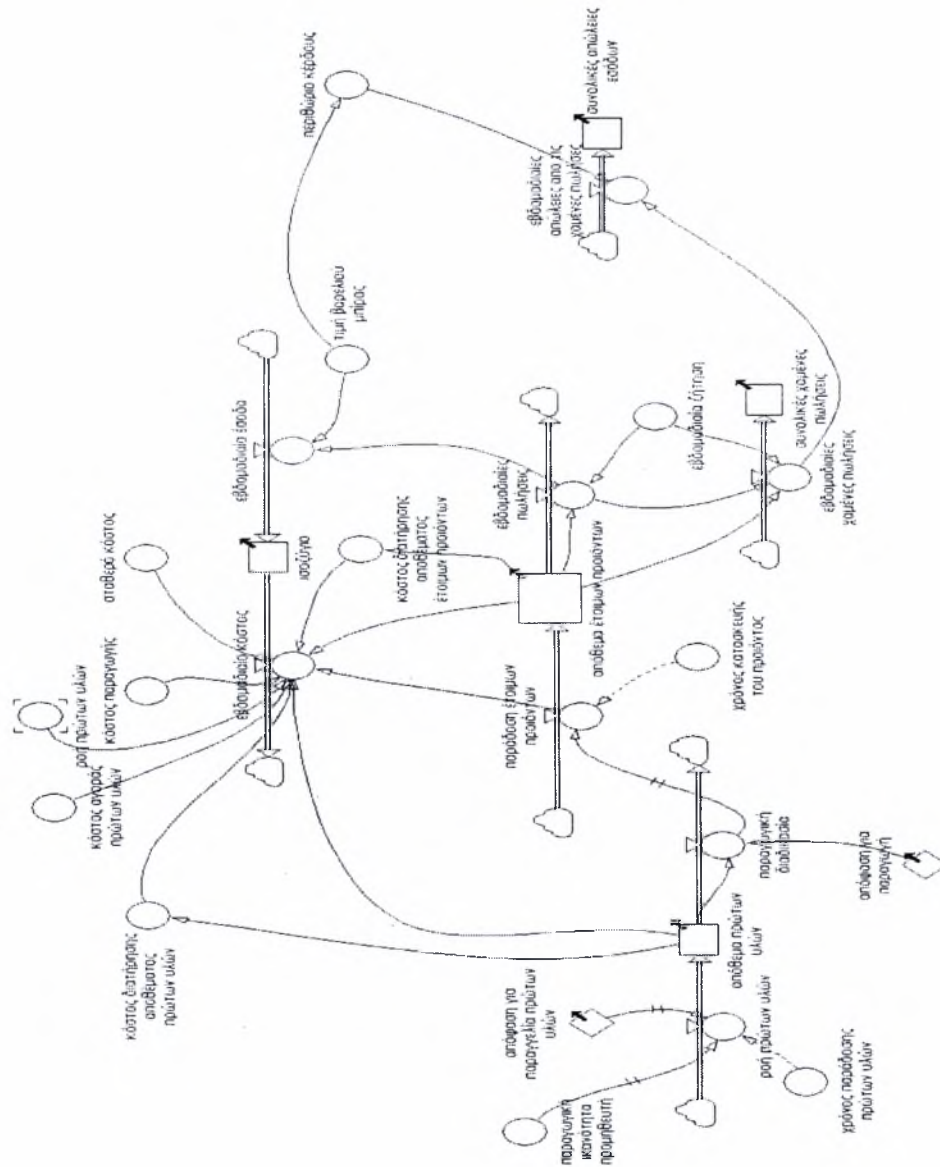 ροή πρώτων υλών
κόστος αγοράς
πρώτων υλών
κόστος παραγωγής
σταθερό κόστος
κόστος διατήρησης
αποθέματος
πρώτων υλών
εβδομαδιαίο κόστος
ισοζύγιο
εβδομαδιαία έσοδα
κόστος διατήρησης
αποθέματος
έτοιμων προϊόντων
τιμή βαρελιού
μπίρας
περιθώριο κέρδους
παράδοση έτοιμων
προϊόντων
απόθεμα έτοιμων προϊόντων
εβδομαδιαίες
πωλήσεις
εβδομαδιαία ζήτηση
εβδομαδιαίες
απώλειες από τις
χαμένες πωλήσεις
συνολικές απώλειες
εσόδων
χρόνος κατασκευής
του προϊόντος
συνολικές χαμένες
πωλήσεις
εβδομαδιαίες
χαμένες πωλήσεις
απόφαση για
παραγγελία πρώτων
υλών
παραγωγική
ικανότητα
προμηθευτή
ροή πρώτων υλών
απόθεμα πρώτων
υλών
παραγωγική
διαδικασία
χρόνος παράδοσης
πρώτων υλών
απόφαση για
παραγωγή